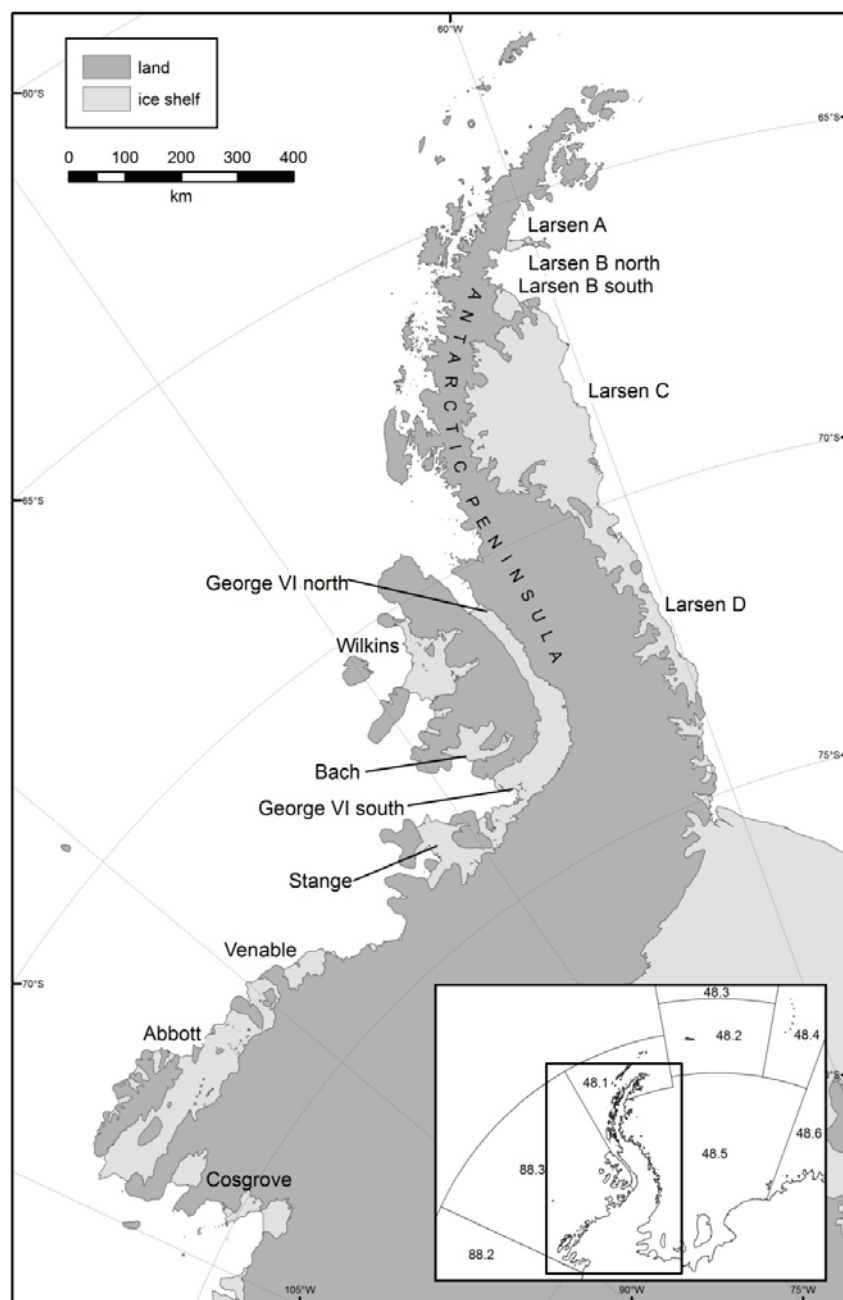 60°W
land
ice shelf
60°S
65°S
0 100 200 300 400
km
Larsen A
Larsen B north
Larsen B south
ANTARCTIC PENINSULA
Larsen C
70°S
65°S
George VI north
Larsen D
Wilkins
75°S
Bach
George VI south
Stange
Venable
70°S
Abbott
Cosgrove
48.3
48.2
48.4
48.1
88.3
48.5
48.6
88.2
105°W
90°W
75°W